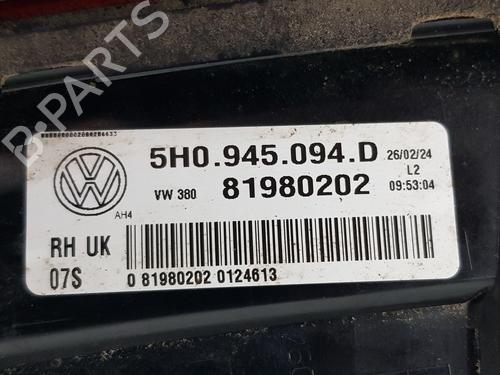 5H0.945.094.D
26/02/24
L2
VW 380
81980202
09:53:04
AH4
RH UK
07S
0 81980202 0124613
B-PARTS